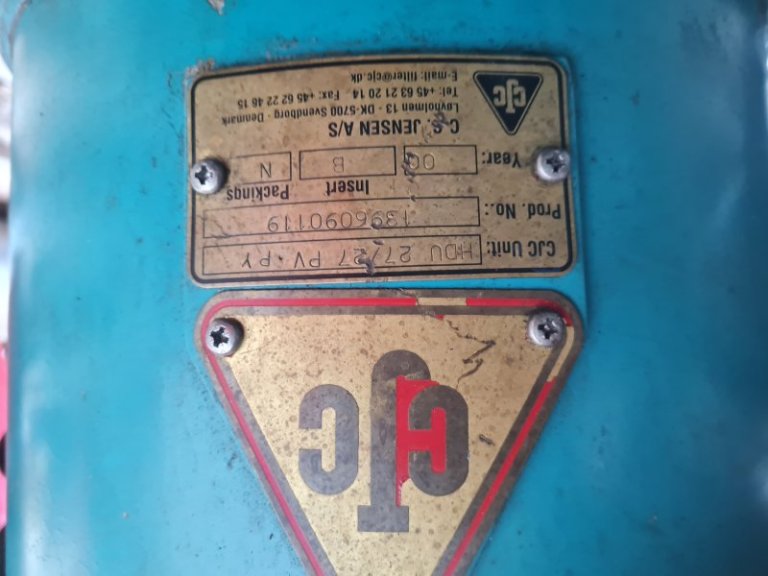 CJC Unit: HDU 27/27 PV-PY
Prod. No.: 1396090119
Insert Packings
Year: 00 B N
C.C. JENSEN A/S
Løvholmen 13 - DK-5700 Svendborg - Denmark
Tel: +45 63 21 20 14 - Fax: +45 62 22 46 15
E-mail: filter@cjc.dk
cjc
CJC